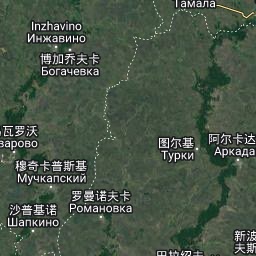 Тамала
Inzhavino
Инжавино
博加乔夫卡
Богачевка
瓦罗沃
варово
图尔基
Турки
阿尔卡达
Аркада
穆奇卡普斯基
Мучкапский
罗曼诺夫卡
Романовка
沙普基诺
Шапкино
新波
Нов